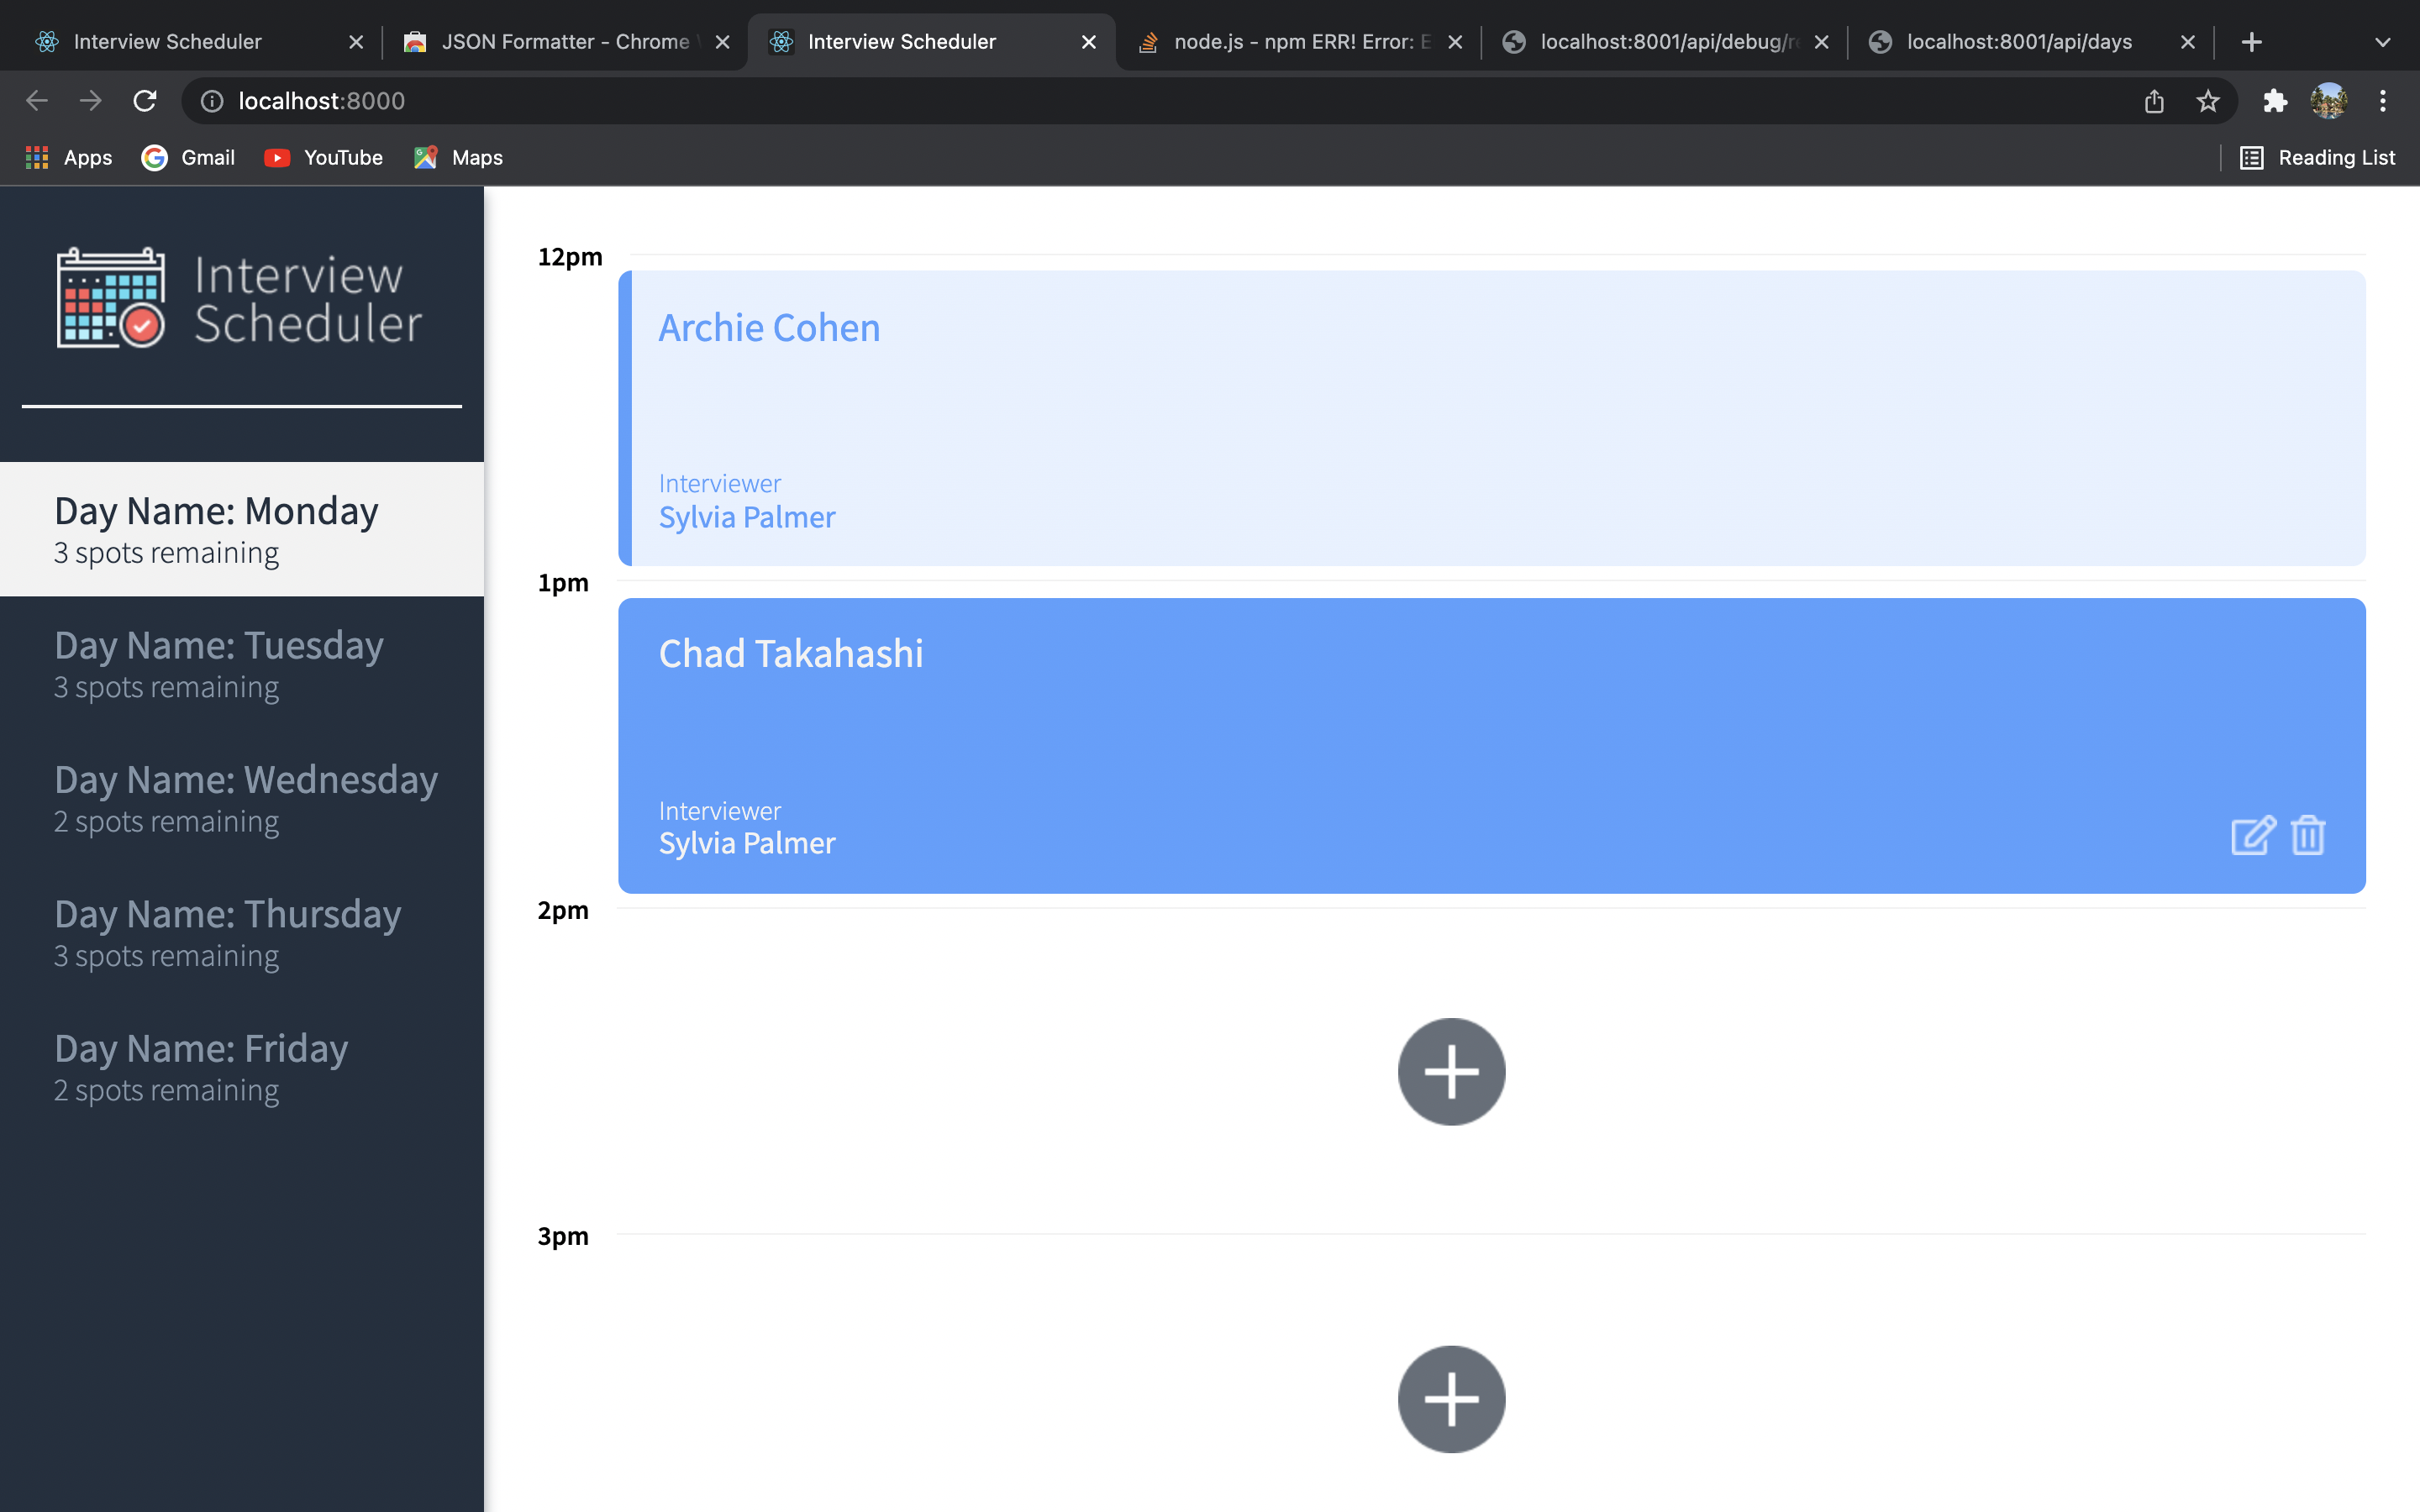 Interview Scheduler
JSON Formatter - Chrome
Interview Scheduler
node.js - npm ERR! Error: E
localhost:8001/api/debug/re
localhost:8001/api/days
localhost:8000
Apps
Gmail
YouTube
Maps
Reading List
Interview
Scheduler
Day Name: Monday
3 spots remaining
Day Name: Tuesday
3 spots remaining
Day Name: Wednesday
2 spots remaining
Day Name: Thursday
3 spots remaining
Day Name: Friday
2 spots remaining
12pm
Archie Cohen
Interviewer
Sylvia Palmer
1pm
Chad Takahashi
Interviewer
Sylvia Palmer
2pm
3pm